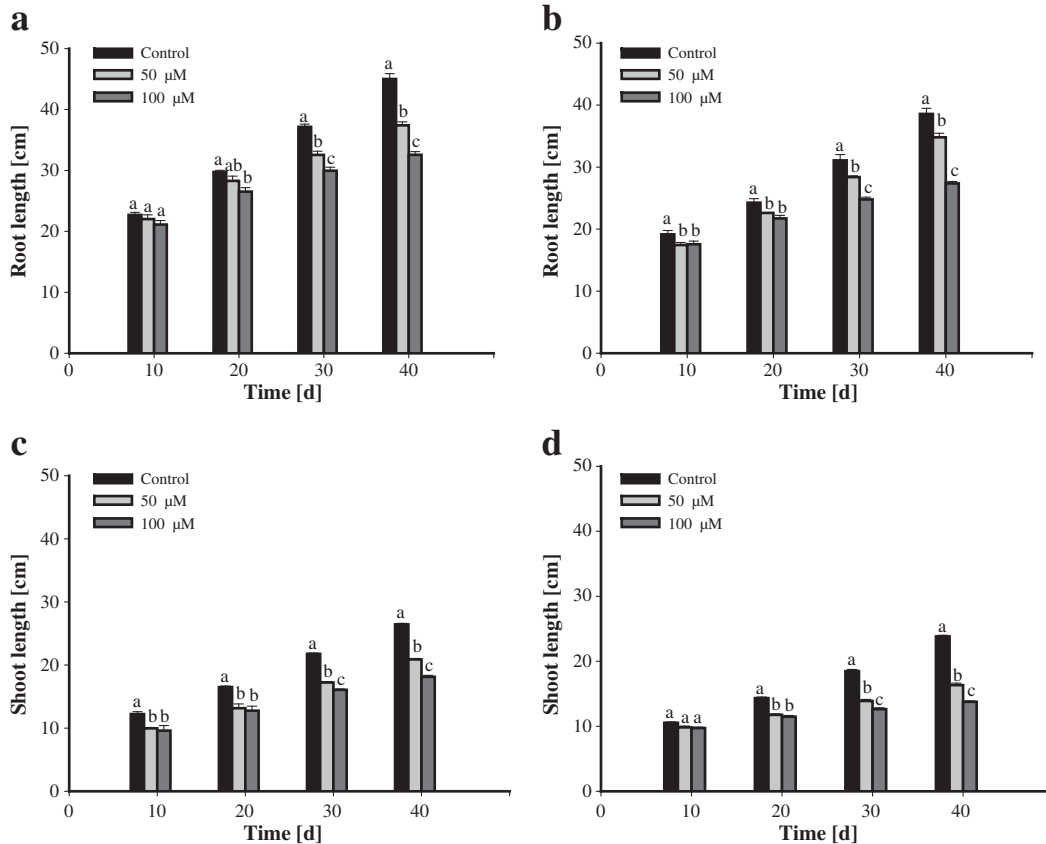 a
50
40
30
20
10
0
Root length [cm]
Control
50 µM
100 µM
a a a
a ab b
a b c
a b c
0 10 20 30 40
Time [d]
b
50
40
30
20
10
0
Root length [cm]
Control
50 µM
100 µM
a b b
a b b
a b c
a b c
0 10 20 30 40
Time [d]
c
50
40
30
20
10
0
Shoot length [cm]
Control
50 µM
100 µM
a b b
a b b
a b c
a b c
0 10 20 30 40
Time [d]
d
50
40
30
20
10
0
Shoot length [cm]
Control
50 µM
100 µM
a a a
a b b
a b c
a b c
0 10 20 30 40
Time [d]